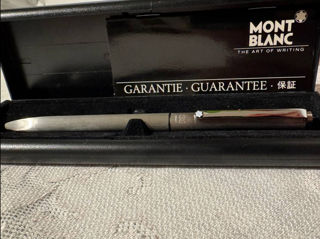 MONT
BLANC
THE ART OF WRITING
GARANTIE · GUARANTEE · 保証